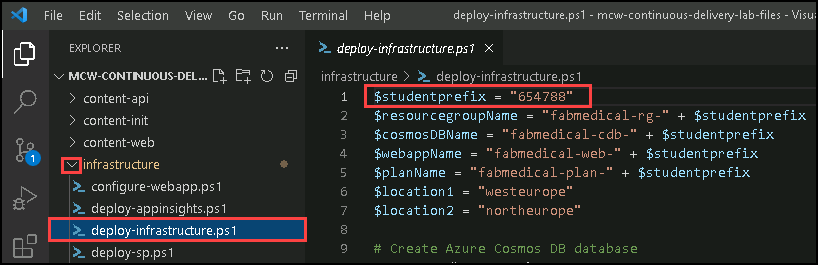 File Edit Selection View Go Run Terminal Help deploy-infrastructure.ps1 - mcw-continuous-delivery-lab-files - Visua
EXPLORER ...
MCW-CONTINUOUS-DEL...
content-api
content-init
content-web
infrastructure
configure-webapp.ps1
deploy-appinsights.ps1
deploy-infrastructure.ps1
deploy-sp.ps1
1
deploy-infrastructure.ps1 ×
infrastructure > deploy-infrastructure.ps1
1 $studentprefix = "654788"
2 $resourcegroupName = "fabmedical-rg-" + $studentprefix
3 $cosmosDBName = "fabmedical-cdb-" + $studentprefix
4 $webappName = "fabmedical-web-" + $studentprefix
5 $planName = "fabmedical-plan-" + $studentprefix
6 $location1 = "westeurope"
7 $location2 = "northeurope"
8
9 # Create Azure Cosmos DB database